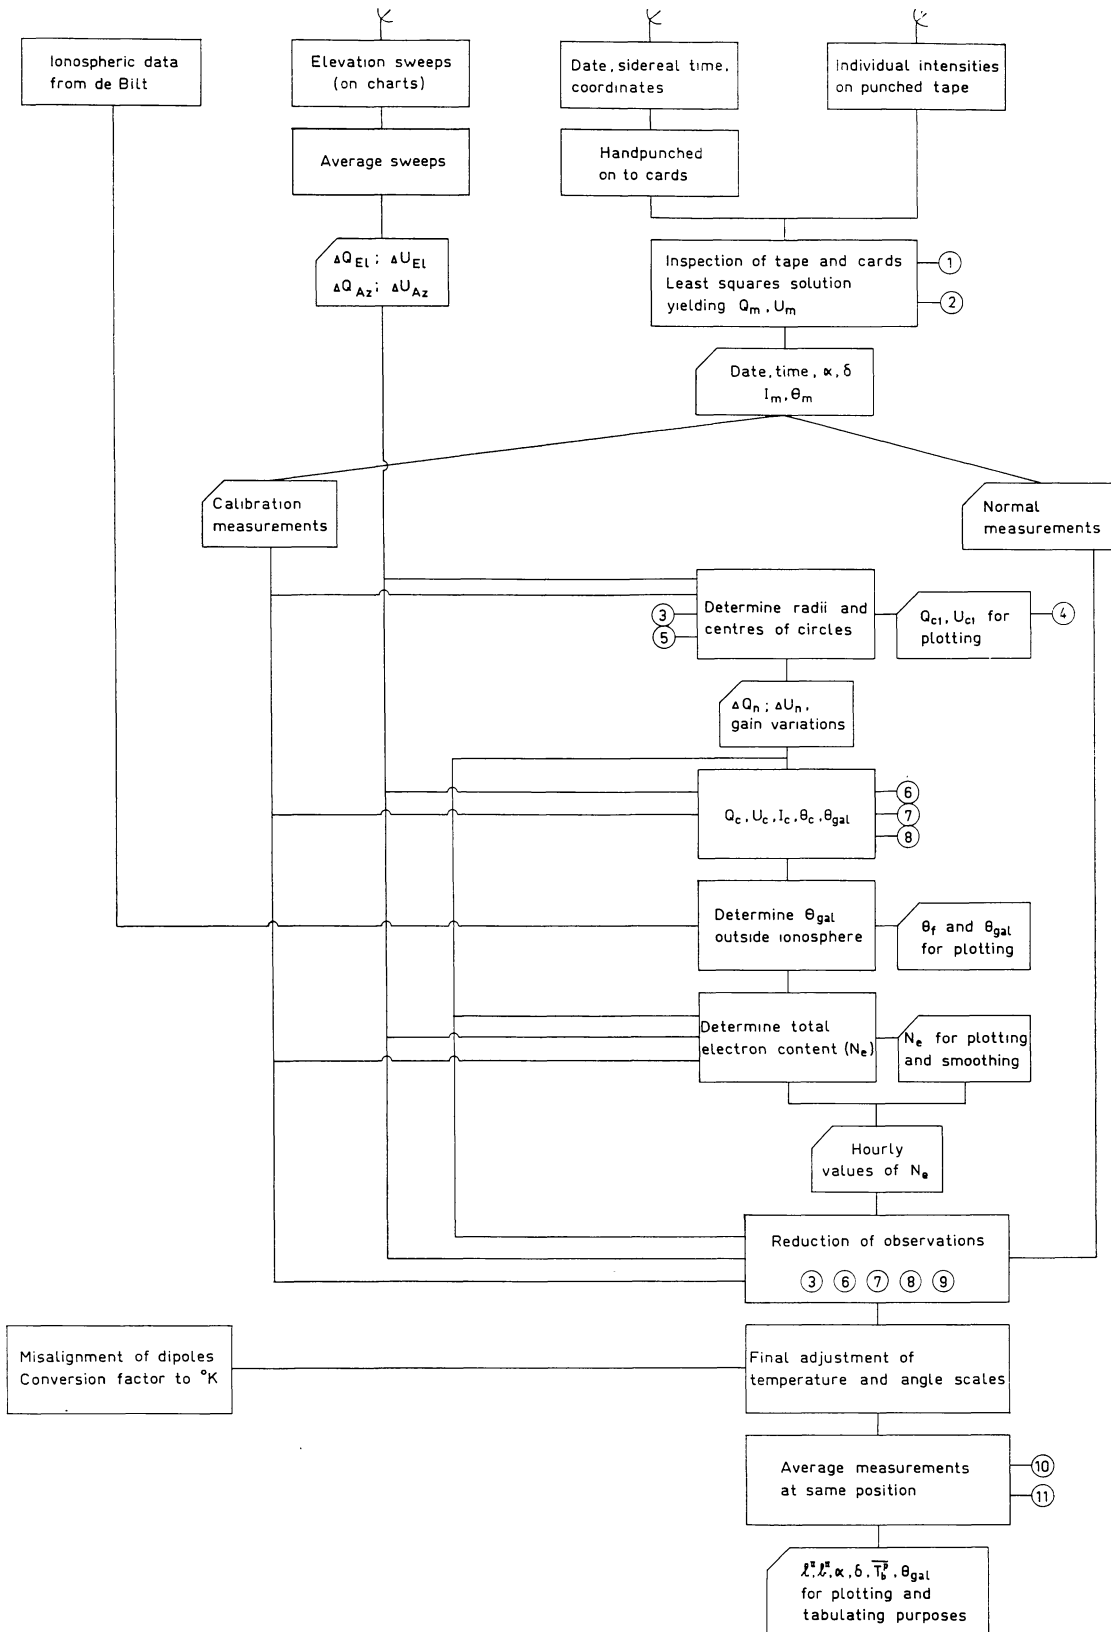 Ionospheric data
from de Bilt
Elevation sweeps
(on charts)
Date, sidereal time,
coordinates
Individual intensities
on punched tape
Average sweeps
Handpunched
on to cards
ΔQ_El ; ΔU_El
ΔQ_Az ; ΔU_Az
Inspection of tape and cards
Least squares solution
yielding Q_m, U_m
1
2
Date, time, α, δ
I_m, θ_m
Calibration
measurements
Normal
measurements
3
5
Determine radii and
centres of circles
Q_c1, U_c1 for
plotting
4
ΔQ_n ; ΔU_n,
gain variations
Q_c, U_c, I_c, θ_c, θ_gal
6
7
8
Determine θ_gal
outside ionosphere
θ_f and θ_gal
for plotting
Determine total
electron content (N_e)
N_e for plotting
and smoothing
Hourly
values of N_e
Reduction of observations
3 6 7 8 9
Misalignment of dipoles
Conversion factor to °K
Final adjustment of
temperature and angle scales
Average measurements
at same position
10
11
l^II, b^II, α, δ, T_b^p, θ_gal
for plotting and
tabulating purposes